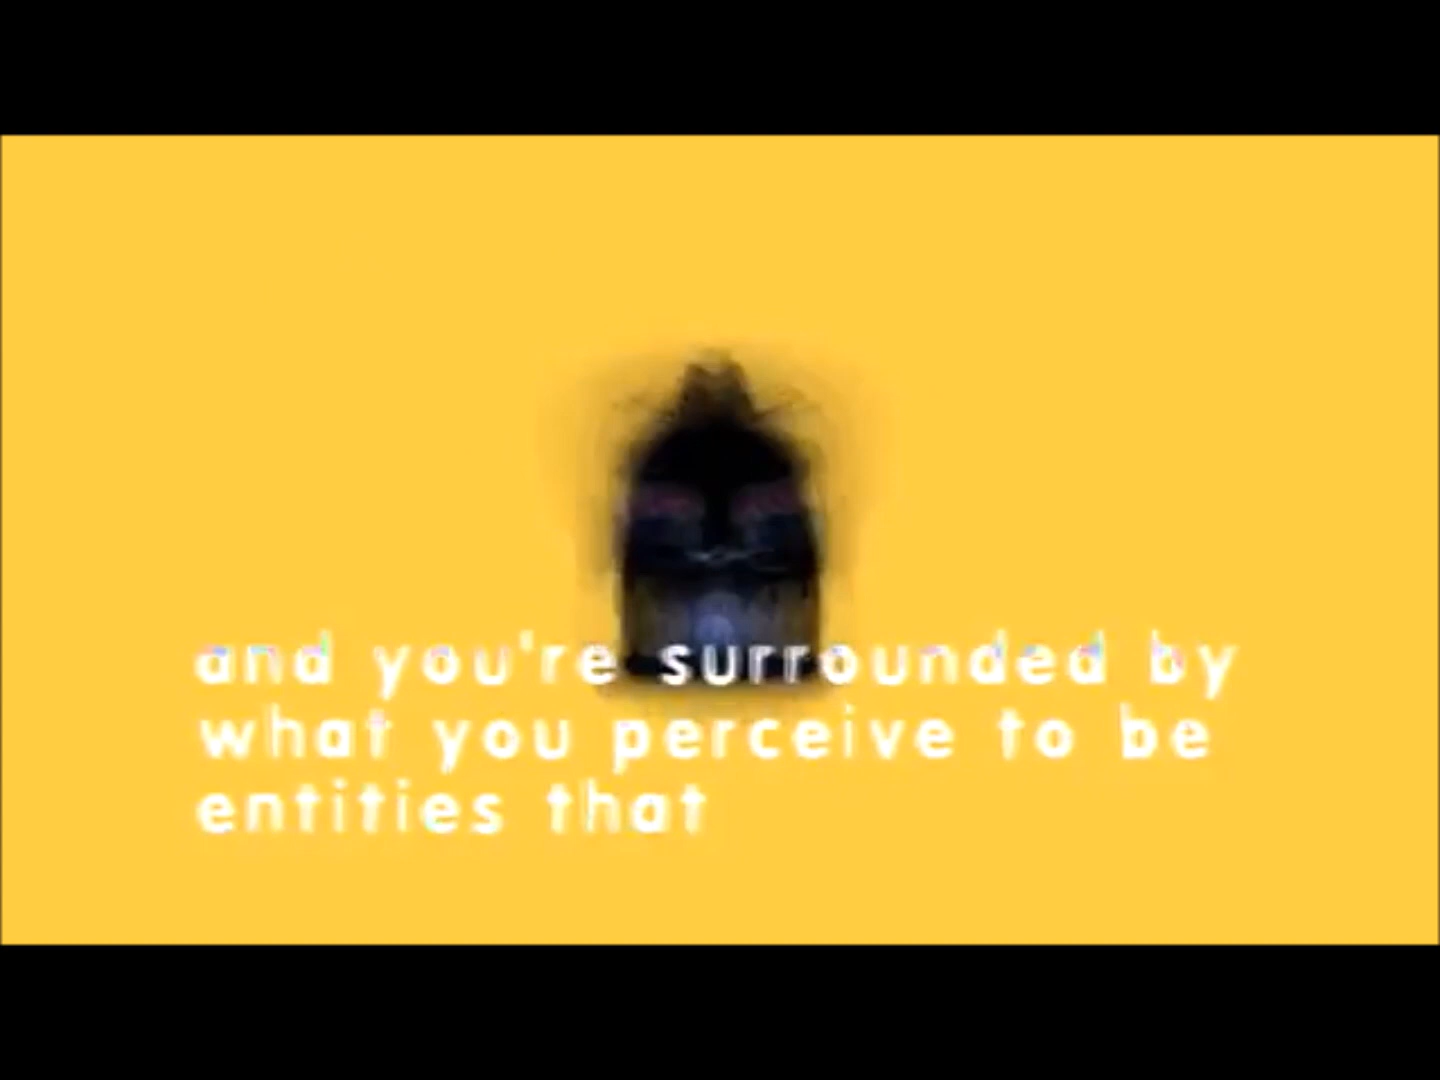 and you're surrounded by
what you perceive to be
entities that